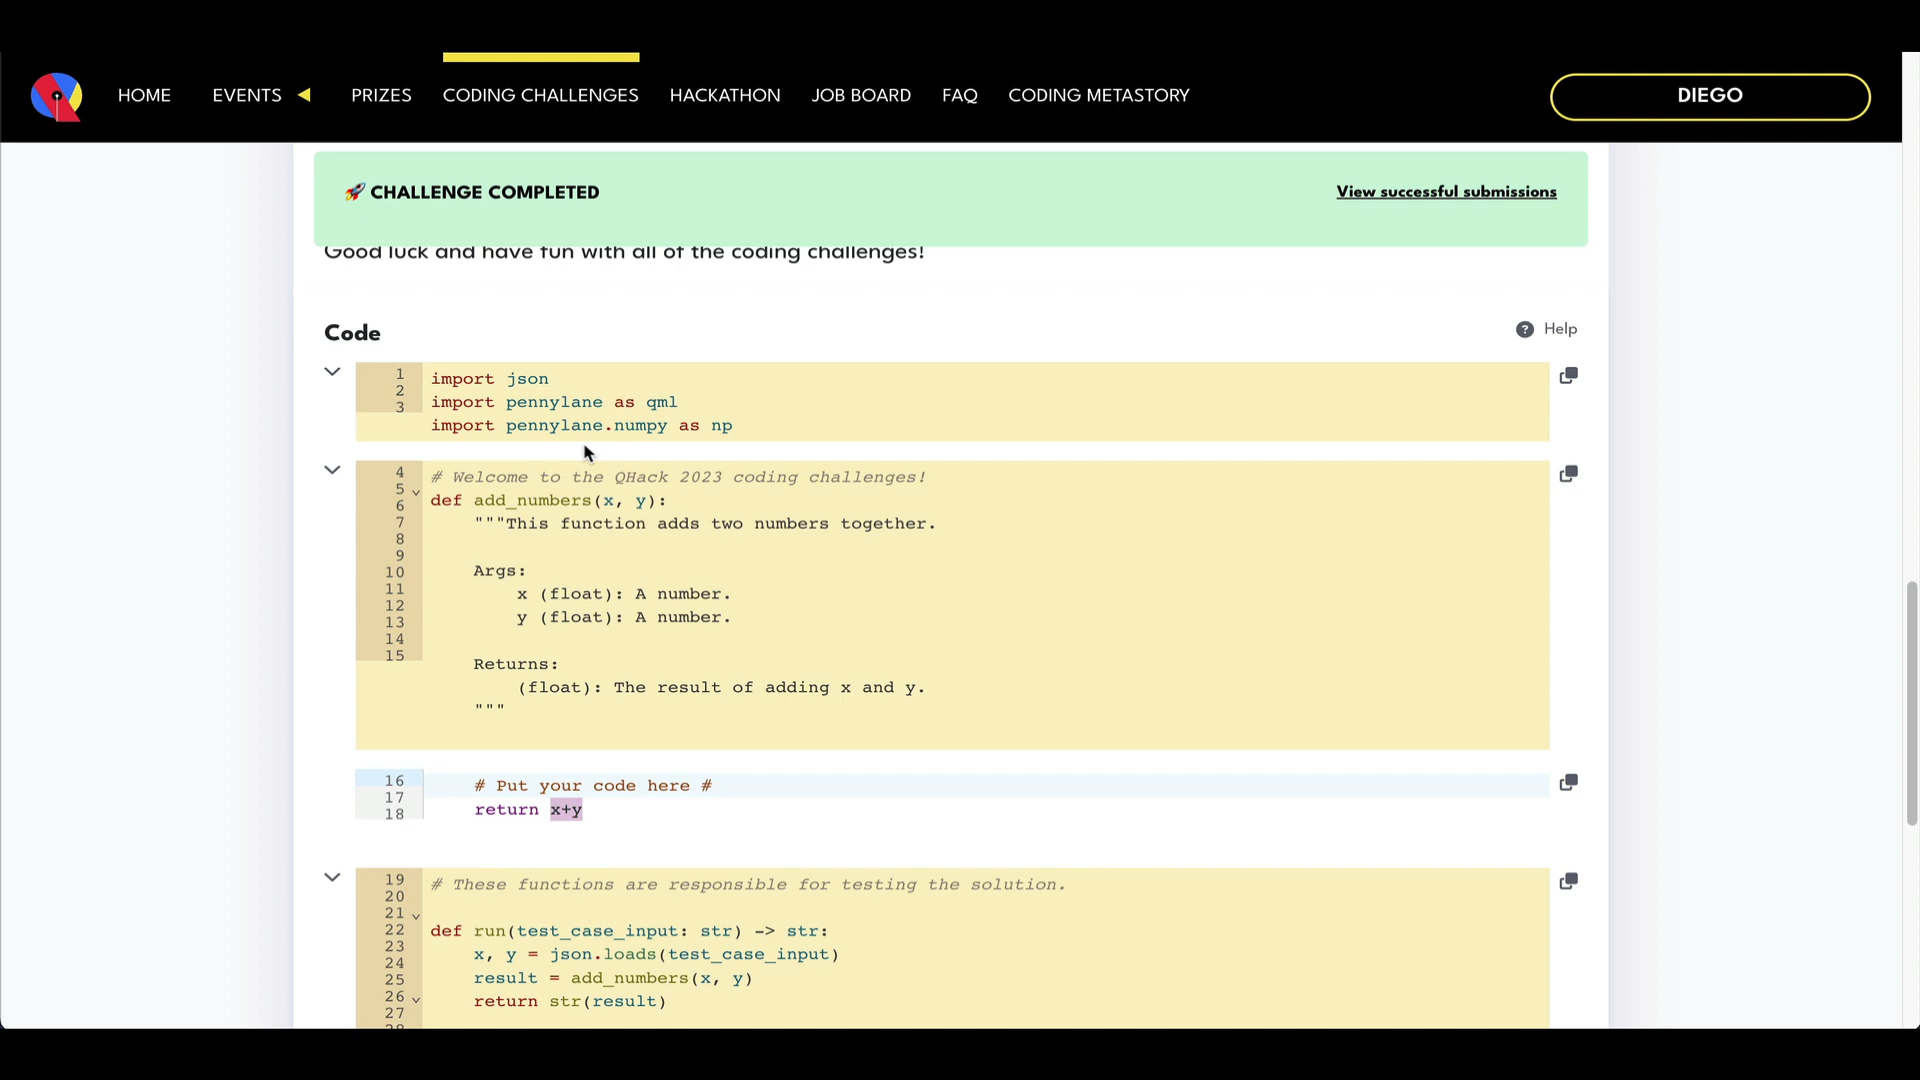 HOME EVENTS PRIZES CODING CHALLENGES HACKATHON JOB BOARD FAQ CODING METASTORY DIEGO
🚀 CHALLENGE COMPLETED View successful submissions
Good luck and have fun with all of the coding challenges!
Code ? Help
1 import json
2 import pennylane as qml
3 import pennylane.numpy as np
4 # Welcome to the QHack 2023 coding challenges!
5 def add_numbers(x, y):
6 """This function adds two numbers together.
7
8 Args:
9 x (float): A number.
10 y (float): A number.
11
12 Returns:
13 (float): The result of adding x and y.
14 """
15
16 # Put your code here #
17 return x+y
18
19 # These functions are responsible for testing the solution.
20
21
22 def run(test_case_input: str) -> str:
23 x, y = json.loads(test_case_input)
24 result = add_numbers(x, y)
25 return str(result)
26
27